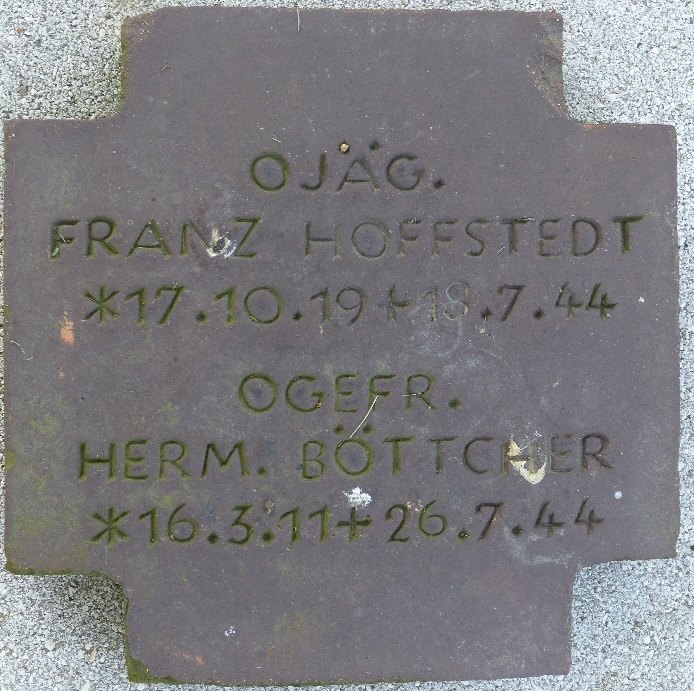 OJÄG.
FRANZ HOFFSTEDT
*17.10.19+18.7.44
OGEFR.
HERM. BÖTTCHER
*16.3.11+26.7.44